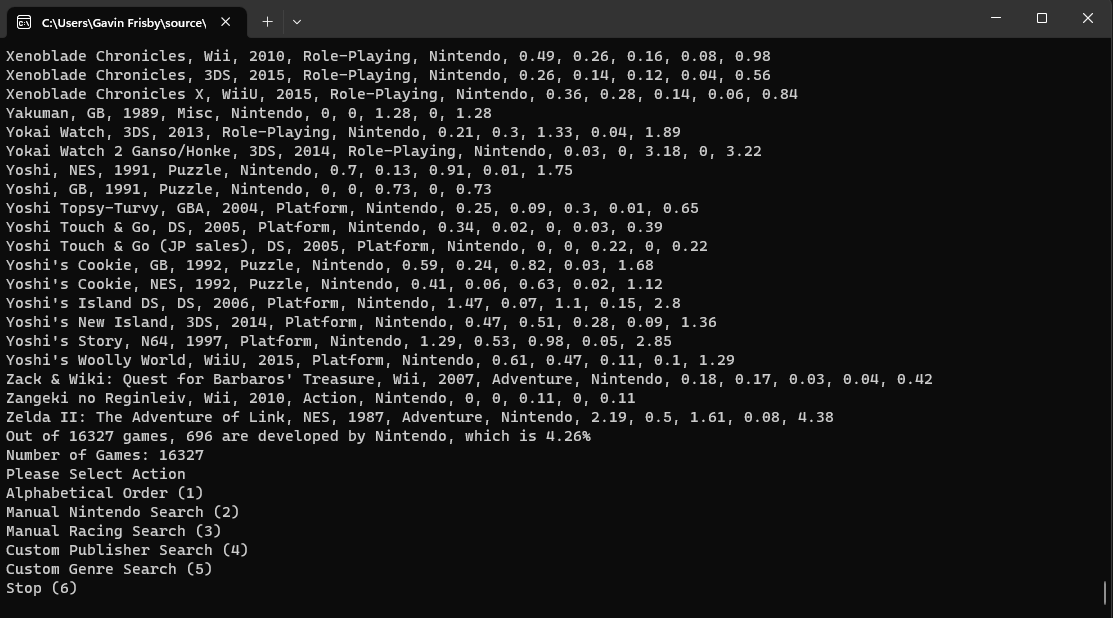 C:\Users\Gavin Frisby\source\
Xenoblade Chronicles, Wii, 2010, Role-Playing, Nintendo, 0.49, 0.26, 0.16, 0.08, 0.98
Xenoblade Chronicles, 3DS, 2015, Role-Playing, Nintendo, 0.26, 0.14, 0.12, 0.04, 0.56
Xenoblade Chronicles X, WiiU, 2015, Role-Playing, Nintendo, 0.36, 0.28, 0.14, 0.06, 0.84
Yakuman, GB, 1989, Misc, Nintendo, 0, 0, 1.28, 0, 1.28
Yokai Watch, 3DS, 2013, Role-Playing, Nintendo, 0.21, 0.3, 1.33, 0.04, 1.89
Yokai Watch 2 Ganso/Honke, 3DS, 2014, Role-Playing, Nintendo, 0.03, 0, 3.18, 0, 3.22
Yoshi, NES, 1991, Puzzle, Nintendo, 0.7, 0.13, 0.91, 0.01, 1.75
Yoshi, GB, 1991, Puzzle, Nintendo, 0, 0, 0.73, 0, 0.73
Yoshi Topsy-Turvy, GBA, 2004, Platform, Nintendo, 0.25, 0.09, 0.3, 0.01, 0.65
Yoshi Touch & Go, DS, 2005, Platform, Nintendo, 0.34, 0.02, 0, 0.03, 0.39
Yoshi Touch & Go (JP sales), DS, 2005, Platform, Nintendo, 0, 0, 0.22, 0, 0.22
Yoshi's Cookie, GB, 1992, Puzzle, Nintendo, 0.59, 0.24, 0.82, 0.03, 1.68
Yoshi's Cookie, NES, 1992, Puzzle, Nintendo, 0.41, 0.06, 0.63, 0.02, 1.12
Yoshi's Island DS, DS, 2006, Platform, Nintendo, 1.47, 0.07, 1.1, 0.15, 2.8
Yoshi's New Island, 3DS, 2014, Platform, Nintendo, 0.47, 0.51, 0.28, 0.09, 1.36
Yoshi's Story, N64, 1997, Platform, Nintendo, 1.29, 0.53, 0.98, 0.05, 2.85
Yoshi's Woolly World, WiiU, 2015, Platform, Nintendo, 0.61, 0.47, 0.11, 0.1, 1.29
Zack & Wiki: Quest for Barbaros' Treasure, Wii, 2007, Adventure, Nintendo, 0.18, 0.17, 0.03, 0.04, 0.42
Zangeki no Reginleiv, Wii, 2010, Action, Nintendo, 0, 0, 0.11, 0, 0.11
Zelda II: The Adventure of Link, NES, 1987, Adventure, Nintendo, 2.19, 0.5, 1.61, 0.08, 4.38
Out of 16327 games, 696 are developed by Nintendo, which is 4.26%
Number of Games: 16327
Please Select Action
Alphabetical Order (1)
Manual Nintendo Search (2)
Manual Racing Search (3)
Custom Publisher Search (4)
Custom Genre Search (5)
Stop (6)